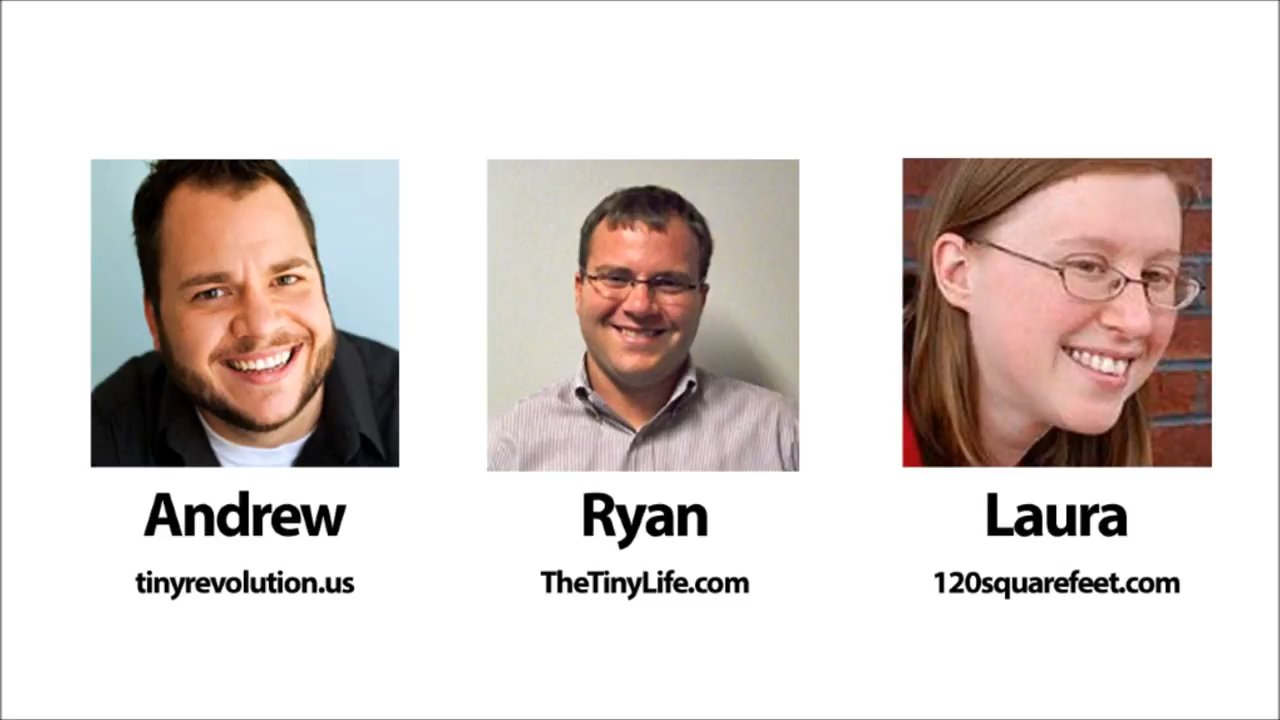 Andrew
Ryan
Laura
tinyrevolution.us
TheTinyLife.com
120squarefeet.com